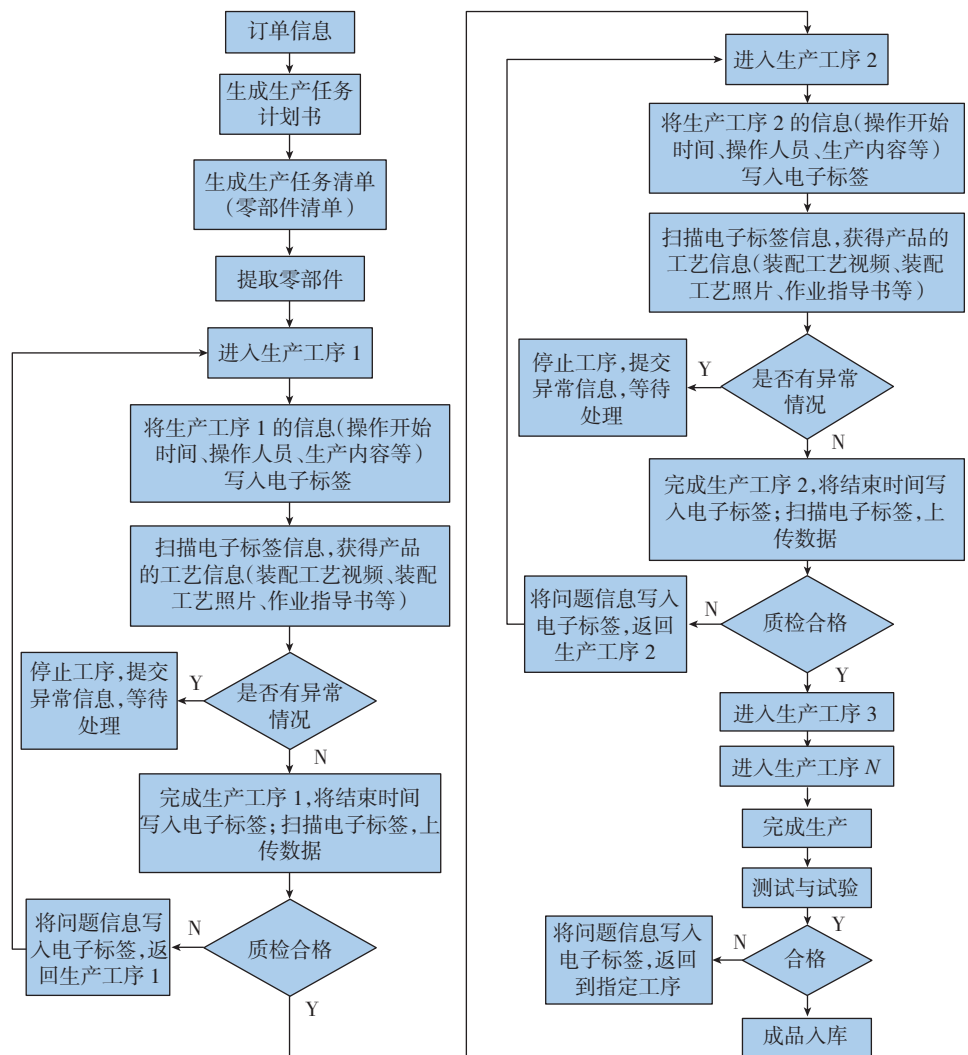 订单信息
生成生产任务
计划书
生成生产任务清单
(零部件清单)
提取零部件
进入生产工序 1
将生产工序 1 的信息(操作开始
时间、操作人员、生产内容等)
写入电子标签
扫描电子标签信息,获得产品
的工艺信息(装配工艺视频、装配
工艺照片、作业指导书等)
停止工序,提交
异常信息,等待
处理
Y
是否有异常
情况
N
完成生产工序 1,将结束时间
写入电子标签;扫描电子标签,上
传数据
将问题信息写
入电子标签,返
回生产工序 1
N
质检合格
Y
进入生产工序 2
将生产工序 2 的信息(操作开始
时间、操作人员、生产内容等)
写入电子标签
扫描电子标签信息,获得产品的
工艺信息(装配工艺视频、装配
工艺照片、作业指导书等)
停止工序,提交
异常信息,等待
处理
Y
是否有异常
情况
N
完成生产工序 2,将结束时间写
入电子标签;扫描电子标签,上
传数据
将问题信息写入
电子标签,返回
生产工序 2
N
质检合格
Y
进入生产工序 3
进入生产工序 N
完成生产
测试与试验
Y
将问题信息写入
电子标签,返回
到指定工序
N
合格
成品入库